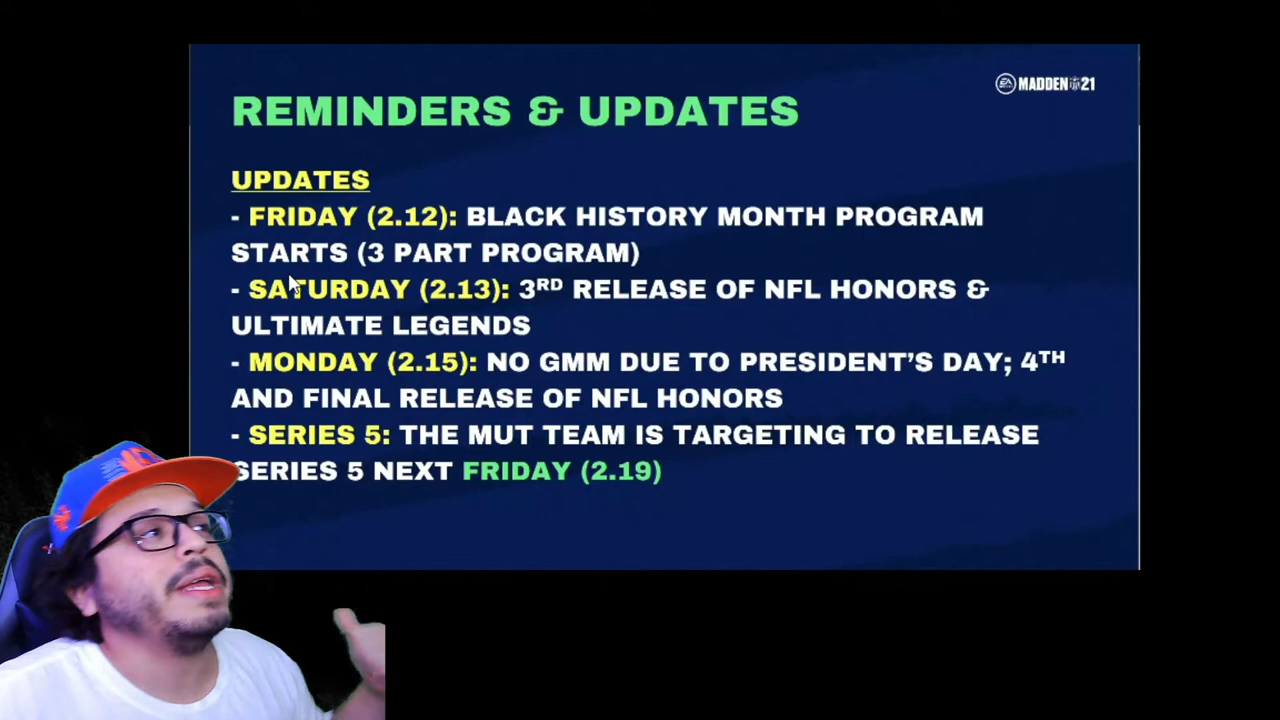 EA MADDEN NFL 21
REMINDERS & UPDATES
UPDATES
- FRIDAY (2.12): BLACK HISTORY MONTH PROGRAM
STARTS (3 PART PROGRAM)
- SATURDAY (2.13): 3RD RELEASE OF NFL HONORS &
ULTIMATE LEGENDS
- MONDAY (2.15): NO GMM DUE TO PRESIDENT'S DAY; 4TH
AND FINAL RELEASE OF NFL HONORS
- SERIES 5: THE MUT TEAM IS TARGETING TO RELEASE
SERIES 5 NEXT FRIDAY (2.19)